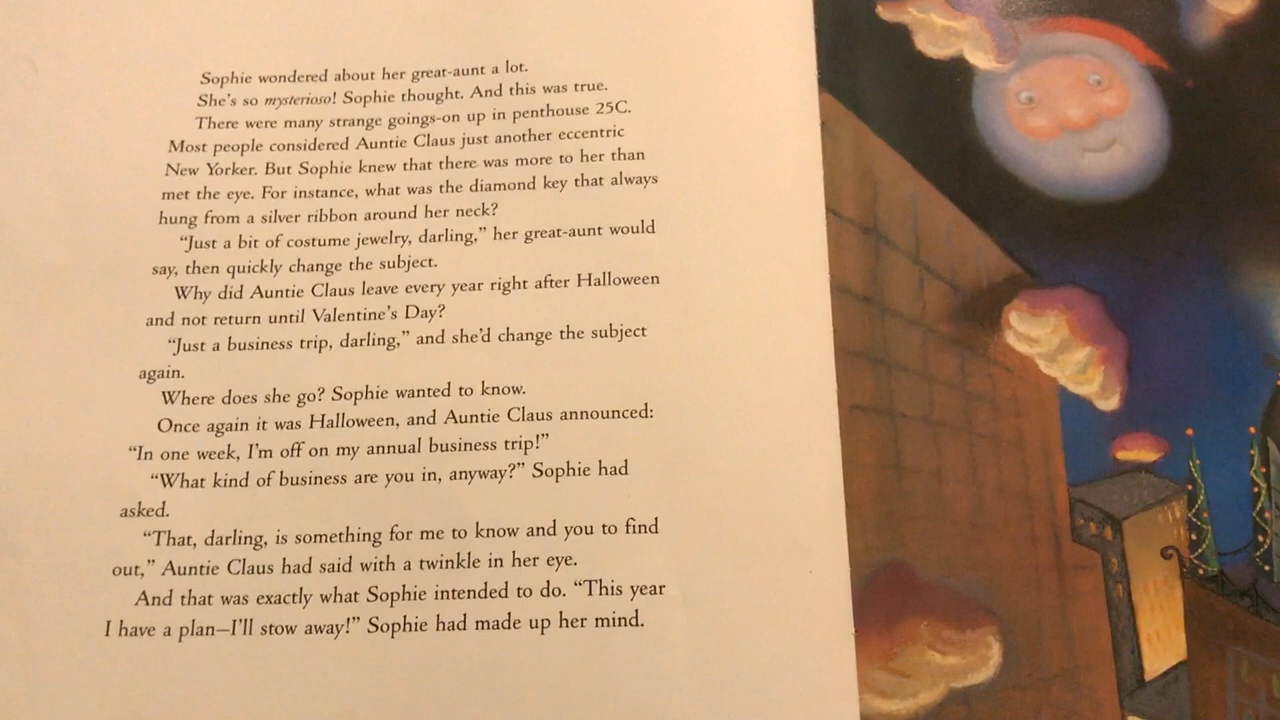 Sophie wondered about her great-aunt a lot.
She's so mysterioso! Sophie thought. And this was true.
There were many strange goings-on up in penthouse 25C.
Most people considered Auntie Claus just another eccentric
New Yorker. But Sophie knew that there was more to her than
met the eye. For instance, what was the diamond key that always
hung from a silver ribbon around her neck?
“Just a bit of costume jewelry, darling,” her great-aunt would
say, then quickly change the subject.
Why did Auntie Claus leave every year right after Halloween
and not return until Valentine's Day?
“Just a business trip, darling,” and she'd change the subject
again.
Where does she go? Sophie wanted to know.
Once again it was Halloween, and Auntie Claus announced:
“In one week, I'm off on my annual business trip!”
“What kind of business are you in, anyway?” Sophie had
asked.
“That, darling, is something for me to know and you to find
out,” Auntie Claus had said with a twinkle in her eye.
And that was exactly what Sophie intended to do. “This year
I have a plan—I'll stow away!” Sophie had made up her mind.